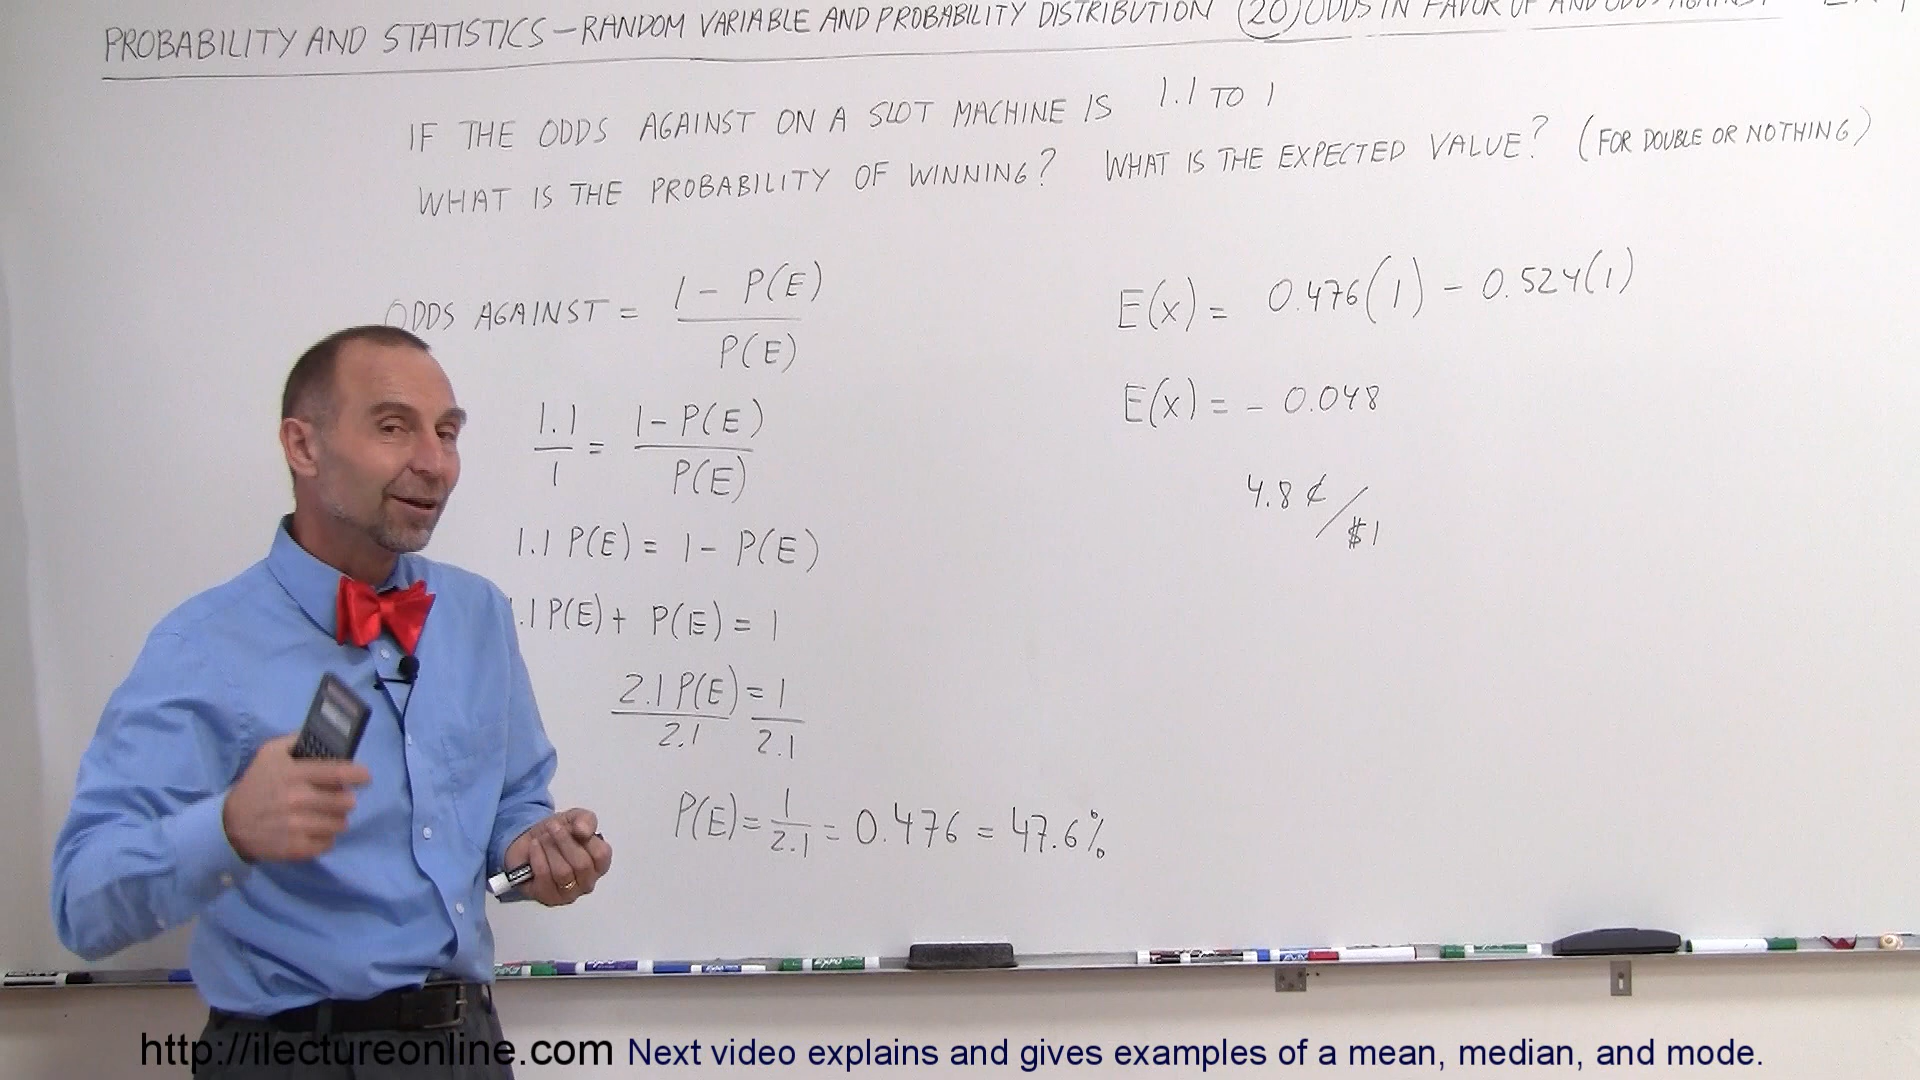 PROBABILITY AND STATISTICS – RANDOM VARIABLE AND PROBABILITY DISTRIBUTION (20) ODDS IN FAVOR OF AND ODDS AGAINST
IF THE ODDS AGAINST ON A SLOT MACHINE IS 1.1 TO 1
WHAT IS THE PROBABILITY OF WINNING? WHAT IS THE EXPECTED VALUE? (FOR DOUBLE OR NOTHING)
ODDS AGAINST = 1 - P(E) / P(E)
1.1 / 1 = 1 - P(E) / P(E)
1.1 P(E) = 1 - P(E)
.1 P(E) + P(E) = 1
2.1 P(E) / 2.1 = 1 / 2.1
P(E) = 1 / 2.1 = 0.476 = 47.6%
E(x) = 0.476(1) - 0.524(1)
E(x) = - 0.048
4.8 ¢ / $1
http://ilectureonline.com Next video explains and gives examples of a mean, median, and mode.